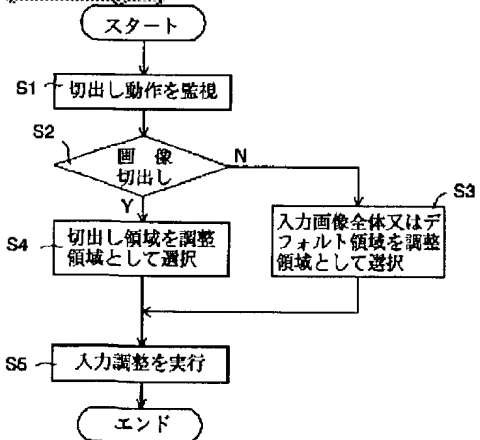 スタート
S1
切出し動作を監視
S2
画像
切出し
N
Y
S3
入力画像全体又はデ
フォルト領域を調整
領域として選択
S4
切出し領域を調整
領域として選択
S5
入力調整を実行
エンド